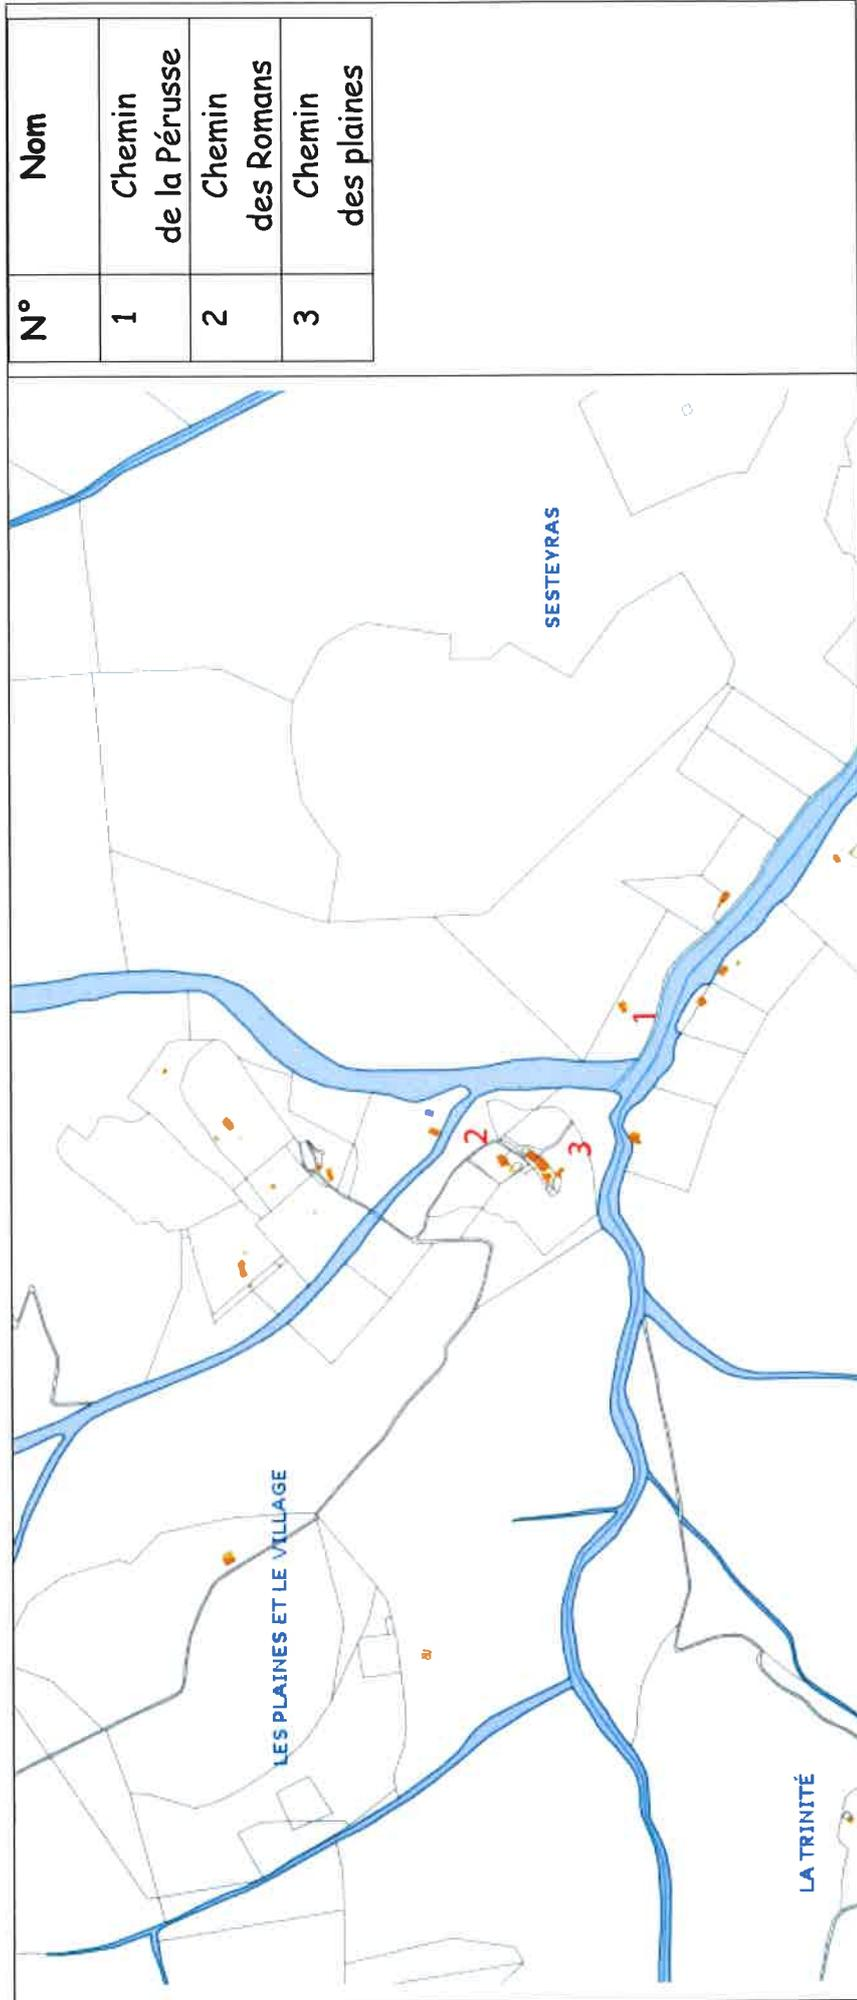 N° Nom
1 Chemin
de la Pérusse
2 Chemin
des Romans
3 Chemin
des plaines
LES PLAINES ET LE VILLAGE
2
3
1
SESTEYRAS
LA TRINITÉ